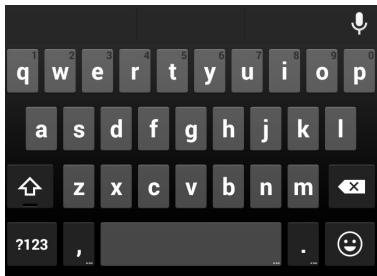 1 2 3 4 5 6 7 8 9 0
q w e r t y u i o p
a s d f g h j k l
z x c v b n m
?123 , ... ... . ...